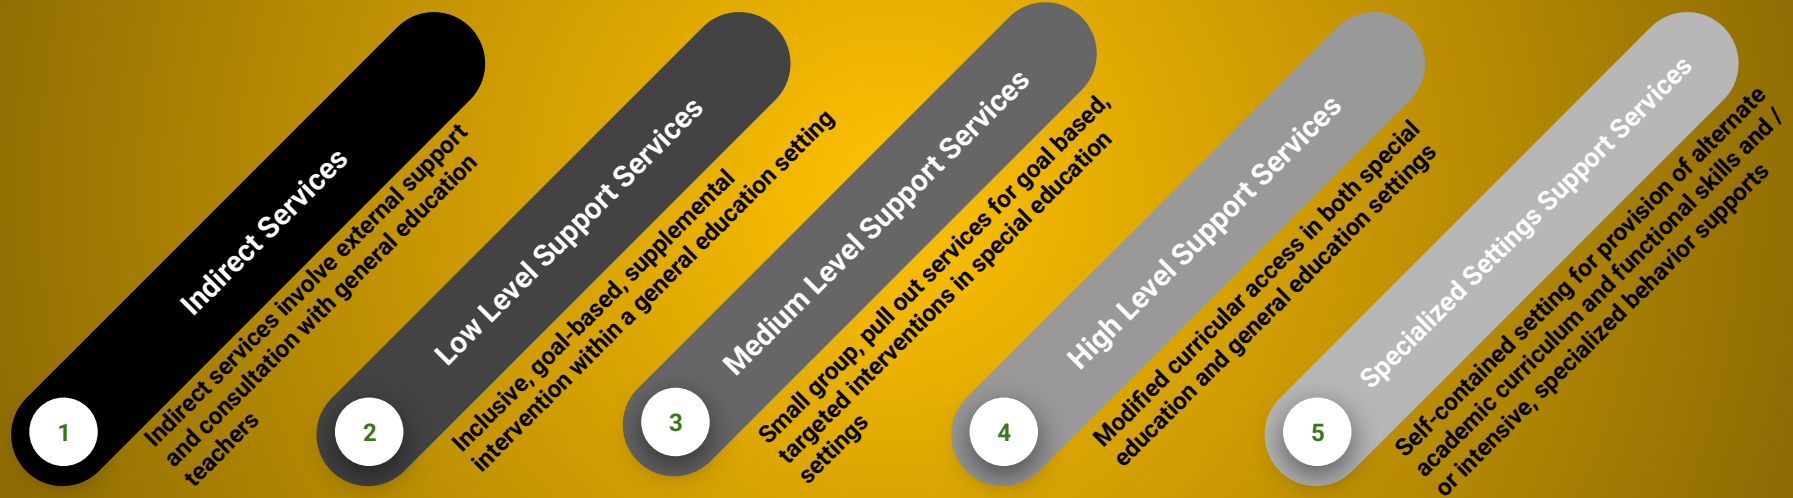 1
Indirect Services
Indirect services involve external support
and consultation with general education
teachers
2
Low Level Support Services
Inclusive, goal-based, supplemental
intervention within a general education setting
3
Medium Level Support Services
Small group, pull out services for goal based,
targeted interventions in special education
settings
4
High Level Support Services
Modified curricular access in both special
education and general education settings
5
Specialized Settings Support Services
Self-contained setting for provision of alternate
academic curriculum and functional skills and /
or intensive, specialized behavior supports